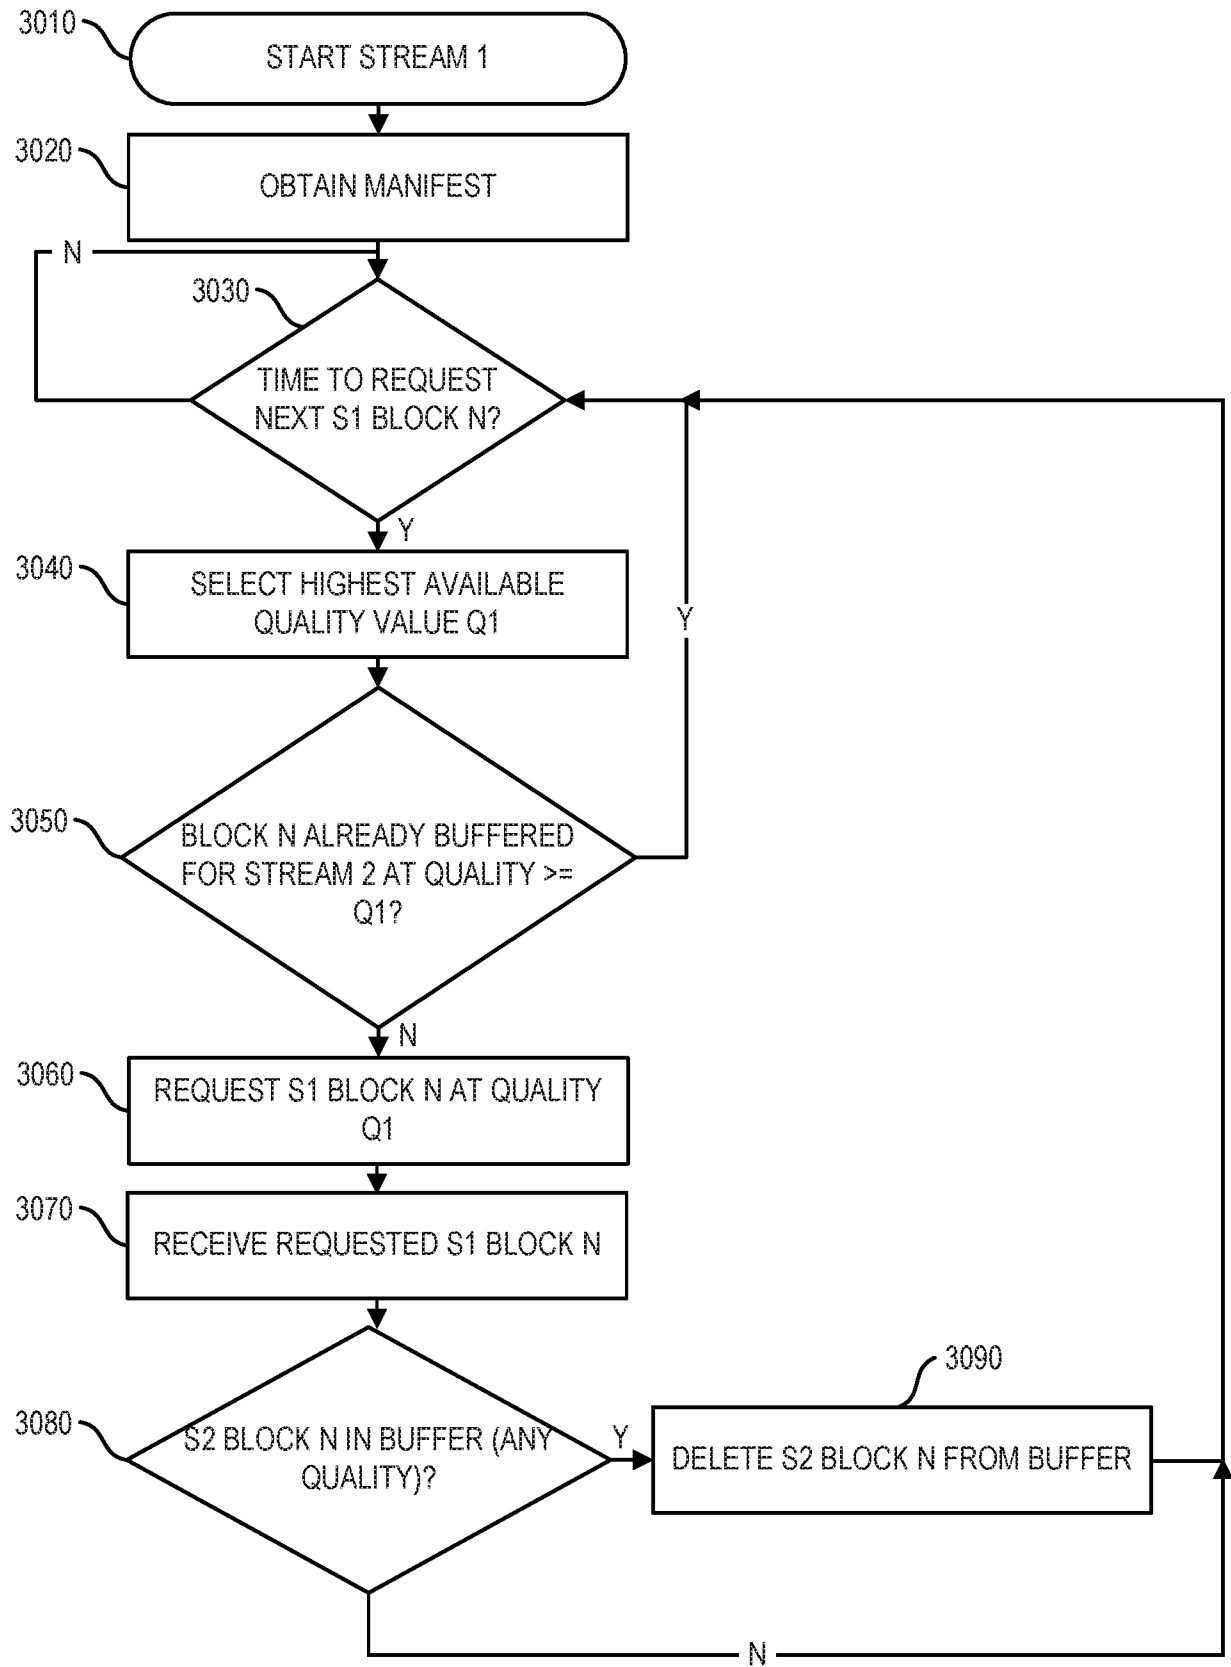 3010
START STREAM 1
3020
OBTAIN MANIFEST
N
3030
TIME TO REQUEST
NEXT S1 BLOCK N?
Y
3040
SELECT HIGHEST AVAILABLE
QUALITY VALUE Q1
Y
3050
BLOCK N ALREADY BUFFERED
FOR STREAM 2 AT QUALITY >=
Q1?
N
3060
REQUEST S1 BLOCK N AT QUALITY
Q1
3070
RECEIVE REQUESTED S1 BLOCK N
3080
S2 BLOCK N IN BUFFER (ANY
QUALITY)?
Y
3090
DELETE S2 BLOCK N FROM BUFFER
N